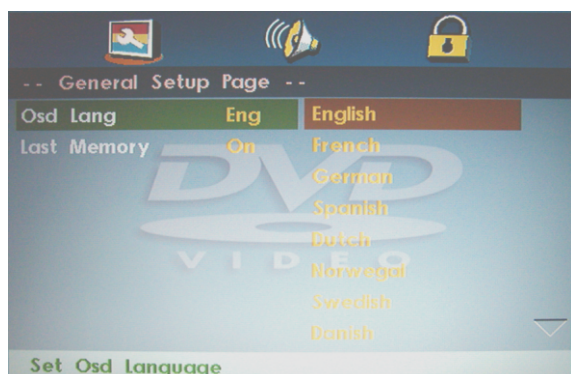 -- General Setup Page --
Osd Lang Eng English
Last Memory On French
German
Spanish
Dutch
Norwegai
Swedish
Danish
DVD
VIDEO
Set Osd Language